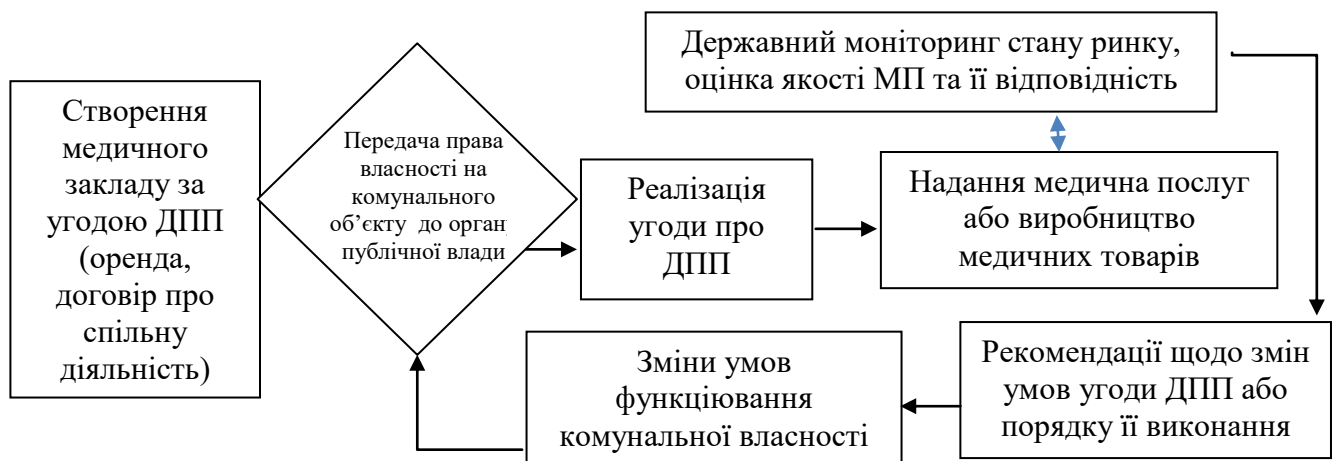 Створення
медичного
закладу за
угодою ДПП
(оренда,
договір про
спільну
діяльність)
Передача права
власності на
комунального
об’єкту до орган
публічної влади
Реалізація
угоди про
ДПП
Державний моніторинг стану ринку,
оцінка якості МП та її відповідність
Надання медична послуг
або виробництво
медичних товарів
Рекомендації щодо змін
умов угоди ДПП або
порядку її виконання
Зміни умов
функціювання
комунальної власності